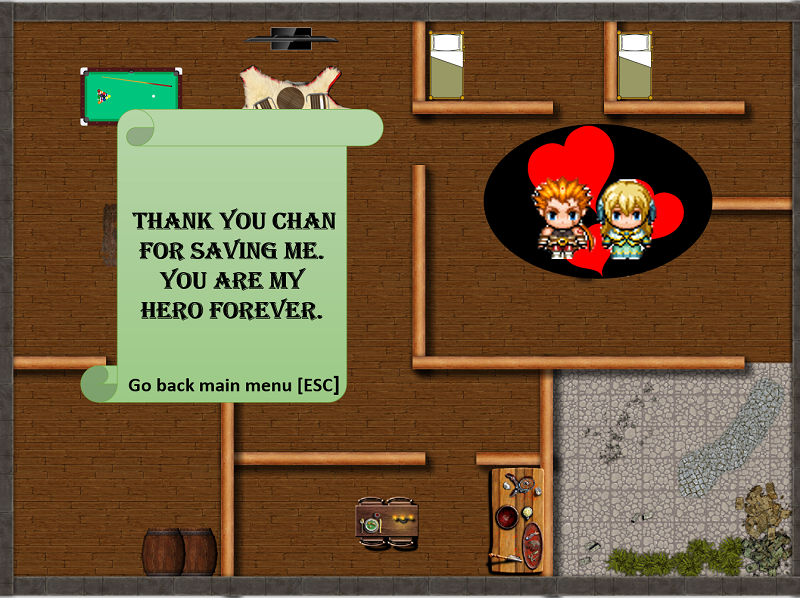 THANK YOU CHAN
FOR SAVING ME.
YOU ARE MY
HERO FOREVER.
Go back main menu [ESC]